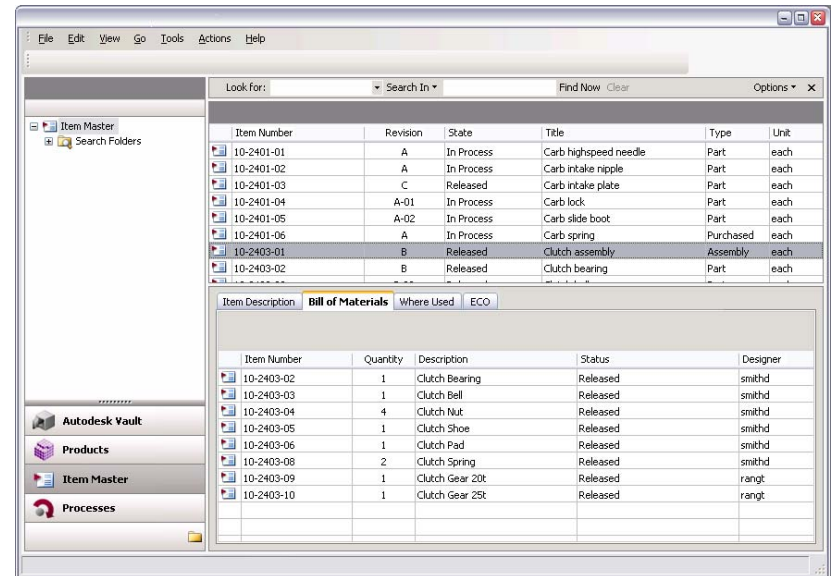 File Edit View Go Tools Actions Help
Look for: Search In Find Now Clear Options x
Item Master
Search Folders
Item Number Revision State Title Type Unit
10-2401-01 A In Process Carb highspeed needle Part each
10-2401-02 A In Process Carb intake nipple Part each
10-2401-03 C Released Carb intake plate Part each
10-2401-04 A-01 In Process Carb lock Part each
10-2401-05 A-02 In Process Carb slide boot Part each
10-2401-06 A In Process Carb spring Purchased each
10-2403-01 B Released Clutch assembly Assembly each
10-2403-02 B Released Clutch bearing Part each
Item Description Bill of Materials Where Used ECO
Item Number Quantity Description Status Designer
10-2403-02 1 Clutch Bearing Released smithd
10-2403-03 1 Clutch Bell Released smithd
10-2403-04 4 Clutch Nut Released smithd
10-2403-05 1 Clutch Shoe Released smithd
10-2403-06 1 Clutch Pad Released smithd
10-2403-08 2 Clutch Spring Released smithd
10-2403-09 1 Clutch Gear 20t Released rangt
10-2403-10 1 Clutch Gear 25t Released rangt
Autodesk Vault
Products
Item Master
Processes